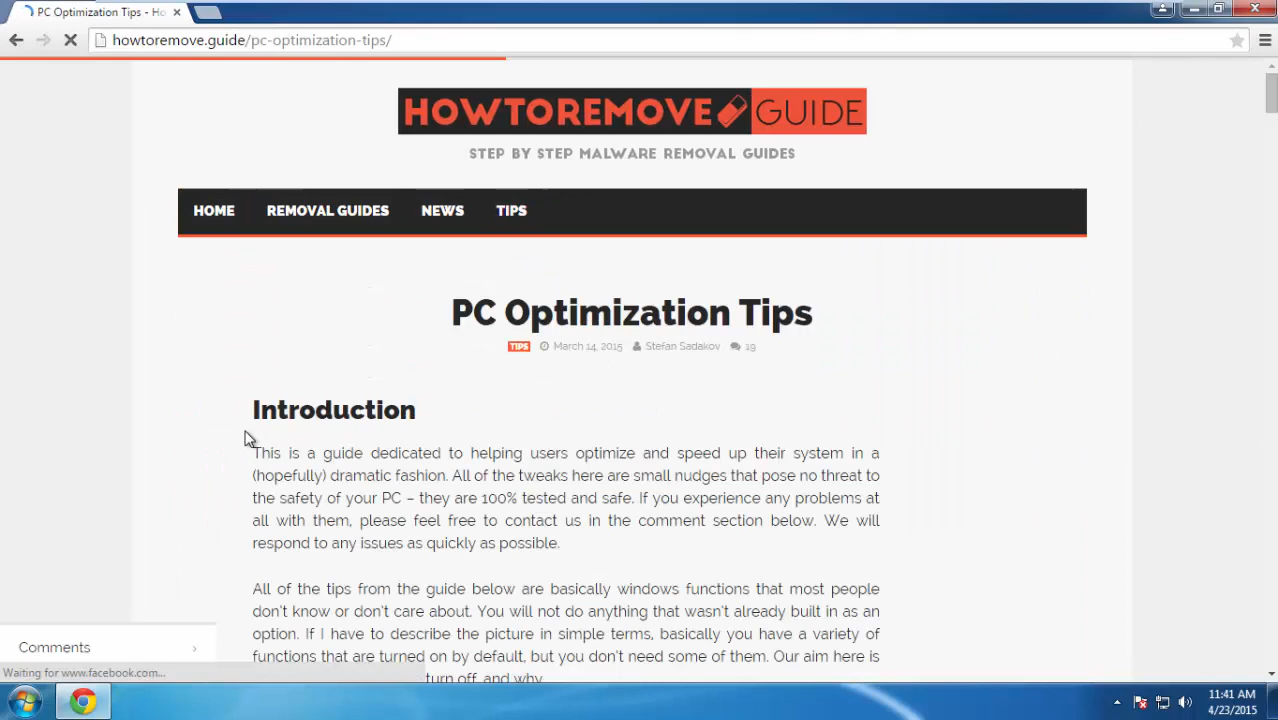 PC Optimization Tips - Ho
howtoremove.guide/pc-optimization-tips/
HOWTOREMOVE GUIDE
STEP BY STEP MALWARE REMOVAL GUIDES
HOME REMOVAL GUIDES NEWS TIPS
PC Optimization Tips
TIPS March 14, 2015 Stefan Sadakov 19
Introduction
This is a guide dedicated to helping users optimize and speed up their system in a
(hopefully) dramatic fashion. All of the tweaks here are small nudges that pose no threat to
the safety of your PC – they are 100% tested and safe. If you experience any problems at
all with them, please feel free to contact us in the comment section below. We will
respond to any issues as quickly as possible.
All of the tips from the guide below are basically windows functions that most people
don't know or don't care about. You will not do anything that wasn't already built in as an
option. If I have to describe the picture in simple terms, basically you have a variety of
functions that are turned on by default, but you don't need some of them. Our aim here is
turn off, and why
Comments
Waiting for www.facebook.com...
11:41 AM
4/23/2015